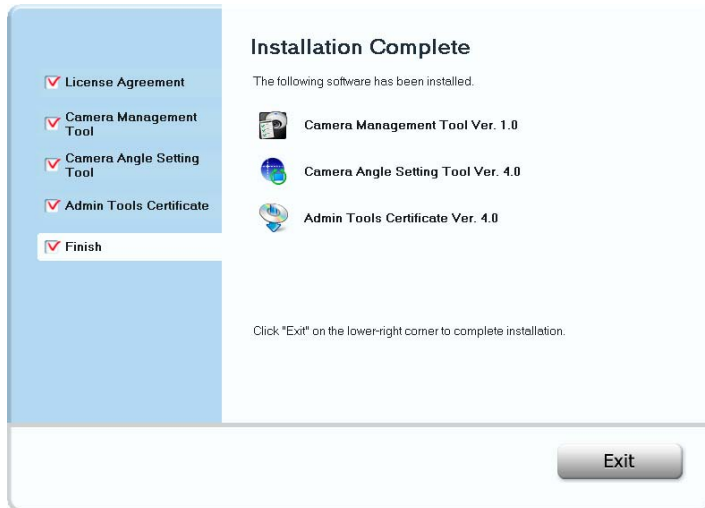 License Agreement
Camera Management
Tool
Camera Angle Setting
Tool
Admin Tools Certificate
Finish
Installation Complete
The following software has been installed.
Camera Management Tool Ver. 1.0
Camera Angle Setting Tool Ver. 4.0
Admin Tools Certificate Ver. 4.0
Click "Exit" on the lower-right corner to complete installation.
Exit